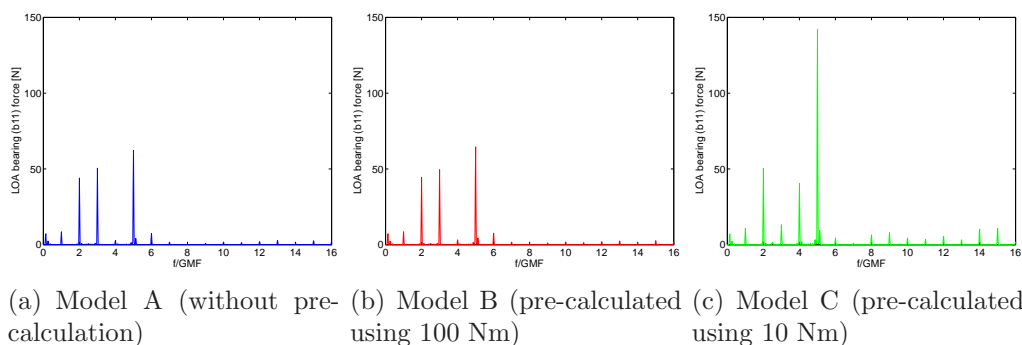 150
100
50
0
LOA bearing (b11) force [N]
0 2 4 6 8 10 12 14 16
f/GMF
150
100
50
0
LOA bearing (b11) force [N]
0 2 4 6 8 10 12 14 16
f/GMF
150
100
50
0
LOA bearing (b11) force [N]
0 2 4 6 8 10 12 14 16
f/GMF
(a) Model A (without pre-
calculation)
(b) Model B (pre-calculated
using 100 Nm)
(c) Model C (pre-calculated
using 10 Nm)